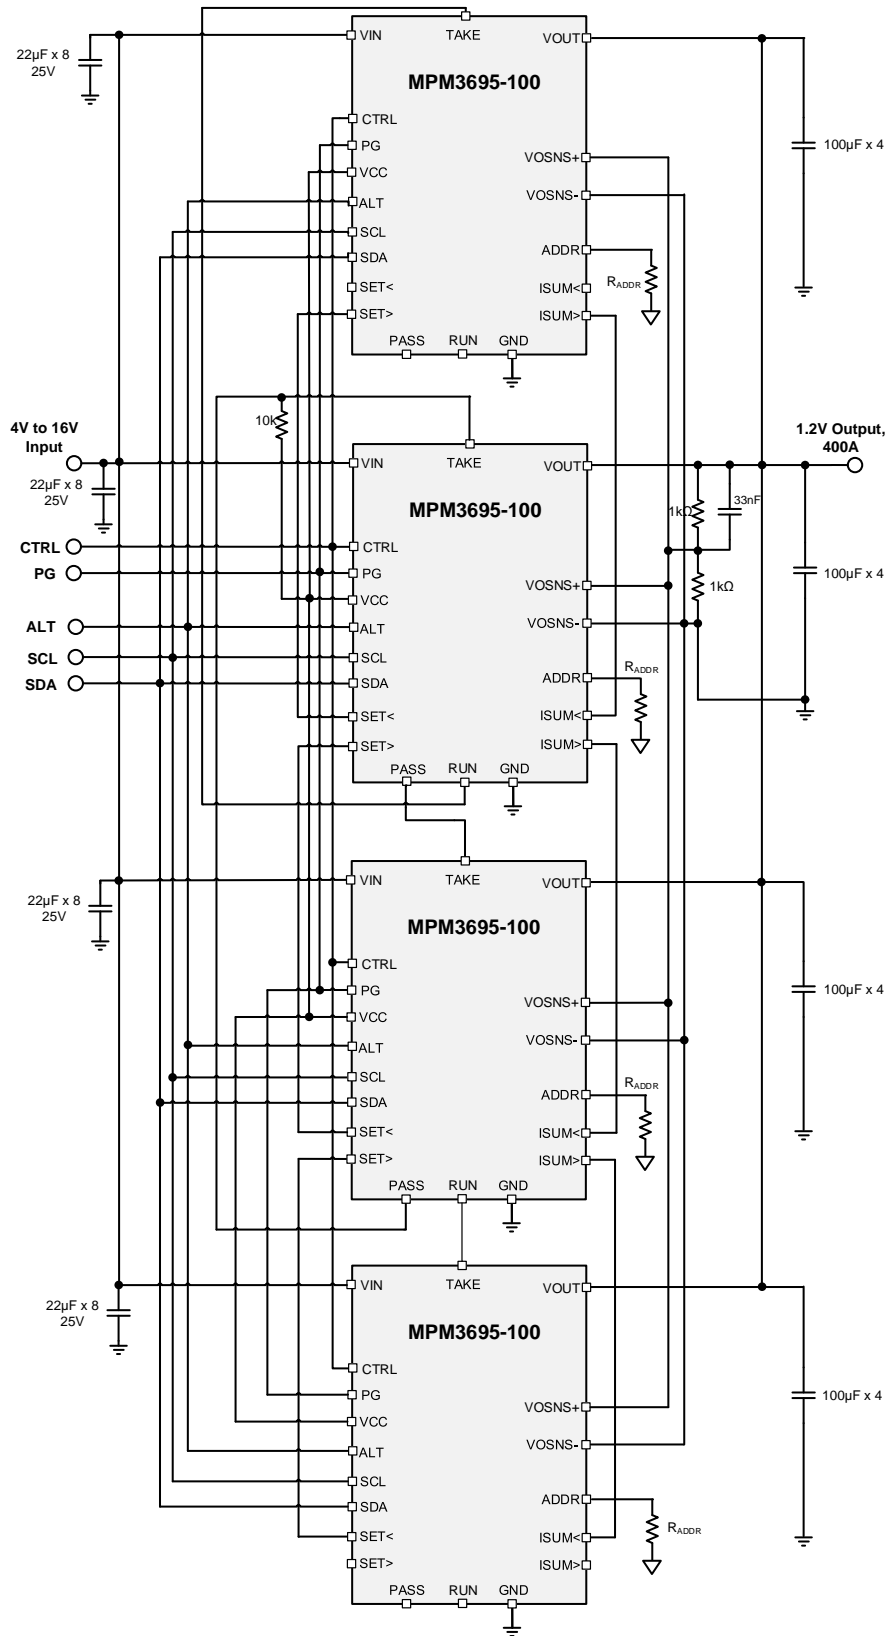 TAKE
VIN
VOUT
22µF x 8
25V
MPM3695-100
CTRL
PG
100µF x 4
VOSNS+
VCC
VOSNS-
ALT
SCL
ADDR
SDA
RADDR
SET<
ISUM<
SET>
ISUM>
PASS
RUN
GND
10k
4V to 16V
Input
1.2V Output,
400A
VIN
TAKE
VOUT
22µF x 8
25V
MPM3695-100
1kΩ
33nF
CTRL
CTRL
PG
PG
100µF x 4
VOSNS+
1kΩ
VCC
ALT
ALT
VOSNS-
SCL
SCL
RADDR
SDA
SDA
ADDR
SET<
ISUM<
SET>
ISUM>
PASS
RUN
GND
VIN
TAKE
VOUT
22µF x 8
25V
MPM3695-100
CTRL
PG
100µF x 4
VOSNS+
VCC
VOSNS-
ALT
SCL
RADDR
ADDR
SDA
SET<
ISUM<
SET>
ISUM>
PASS
RUN
GND
VIN
TAKE
VOUT
22µF x 8
25V
MPM3695-100
CTRL
PG
100µF x 4
VOSNS+
VCC
VOSNS-
ALT
SCL
ADDR
SDA
RADDR
SET<
ISUM<
SET>
ISUM>
PASS
RUN
GND